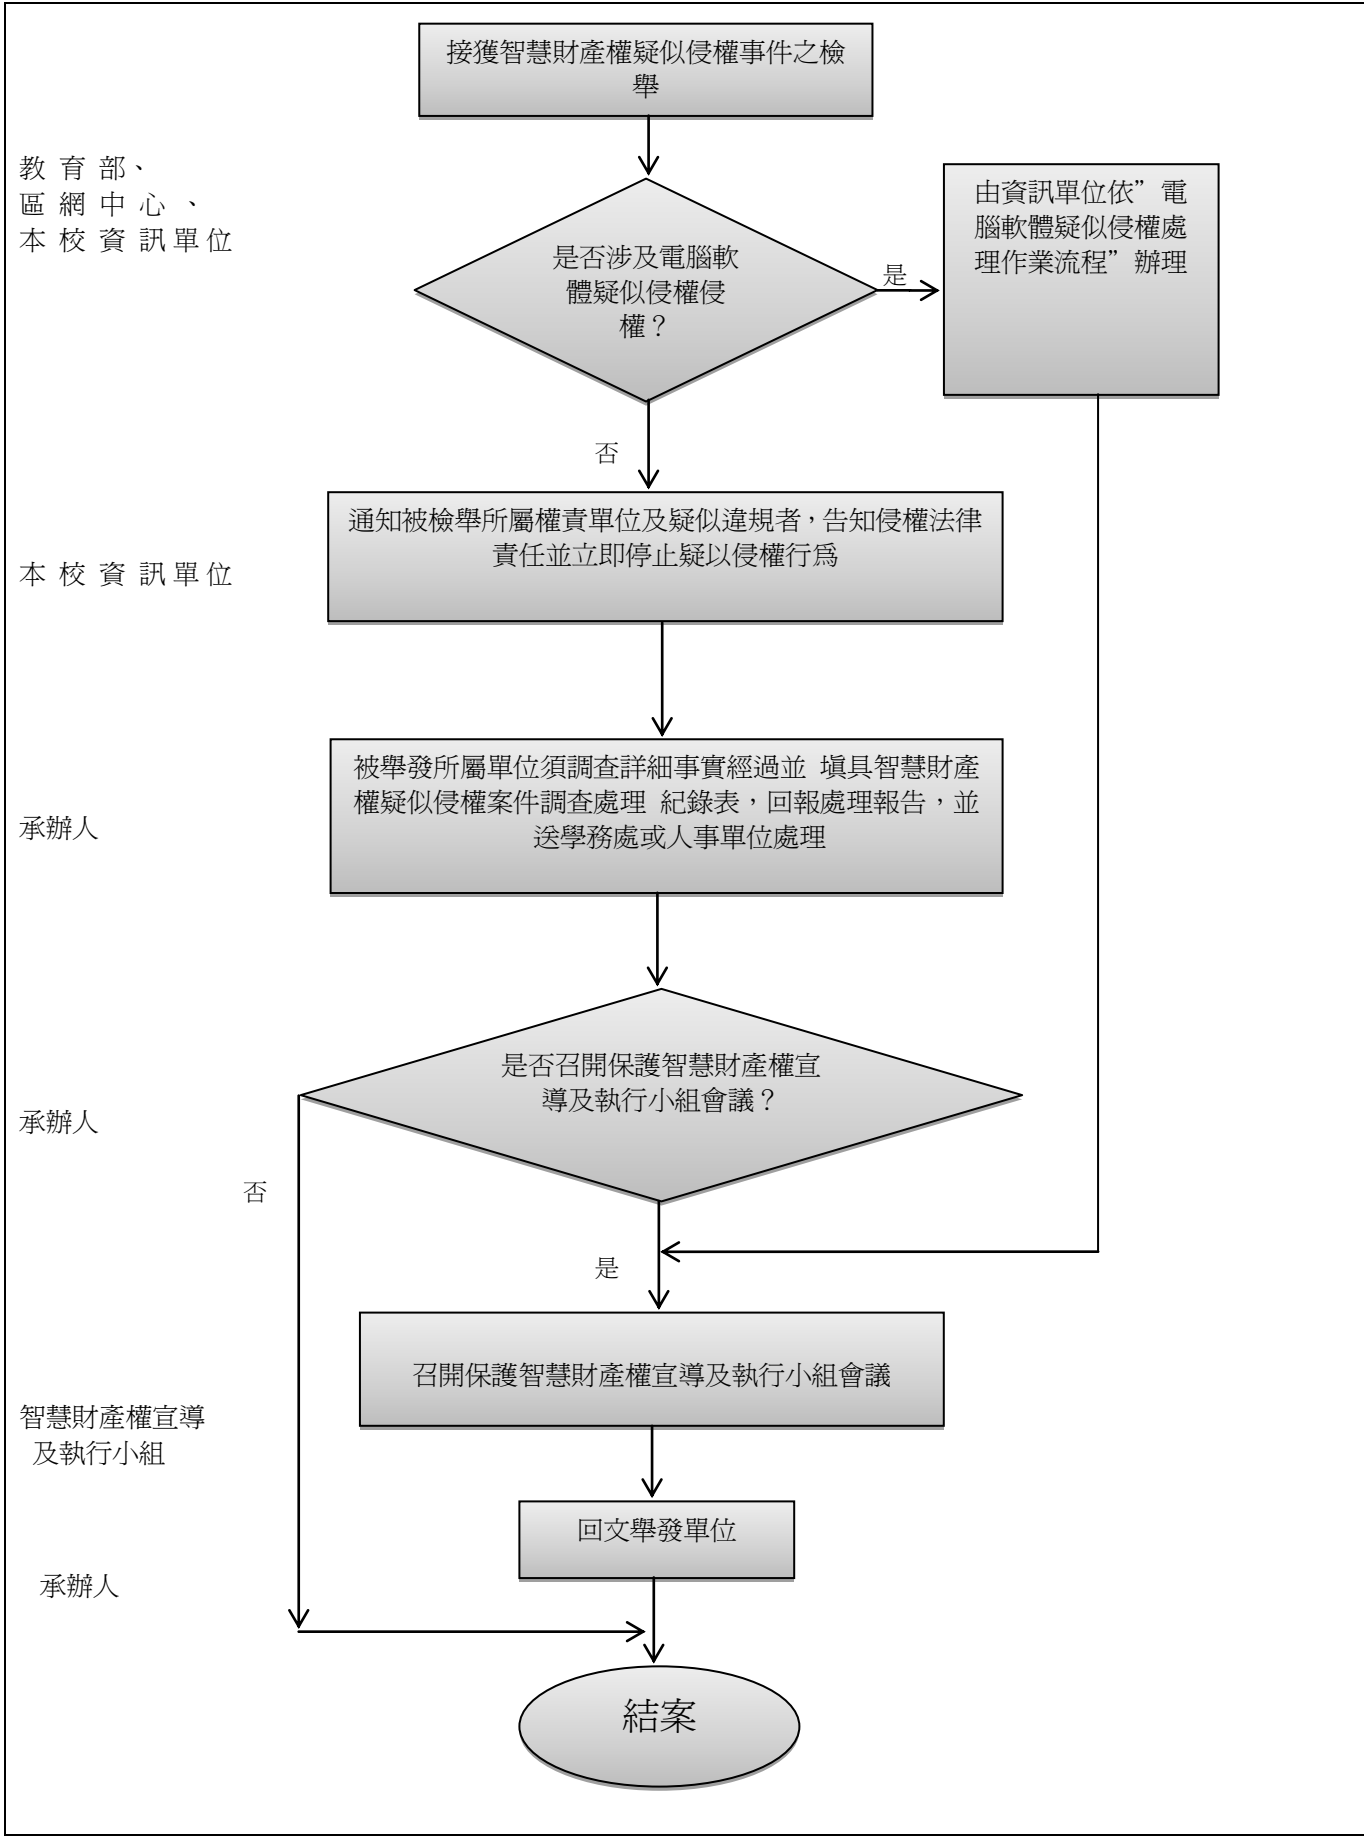 接獲智慧財產權疑似侵權事件之檢
舉
教育部、
區網中心、
本校資訊單位
是否涉及電腦軟
體疑似侵權侵
權？
是
由資訊單位依”電
腦軟體疑似侵權處
理作業流程”辦理
否
通知被檢舉所屬權責單位及疑似違規者，告知侵權法律
責任並立即停止疑以侵權行為
本校資訊單位
被舉發所屬單位須調查詳細事實經過並 填具智慧財產
權疑似侵權案件調查處理 紀錄表，回報處理報告，並
送學務處或人事單位處理
承辦人
是否召開保護智慧財產權宣
導及執行小組會議？
承辦人
否
是
召開保護智慧財產權宣導及執行小組會議
智慧財產權宣導
及執行小組
回文舉發單位
承辦人
結案